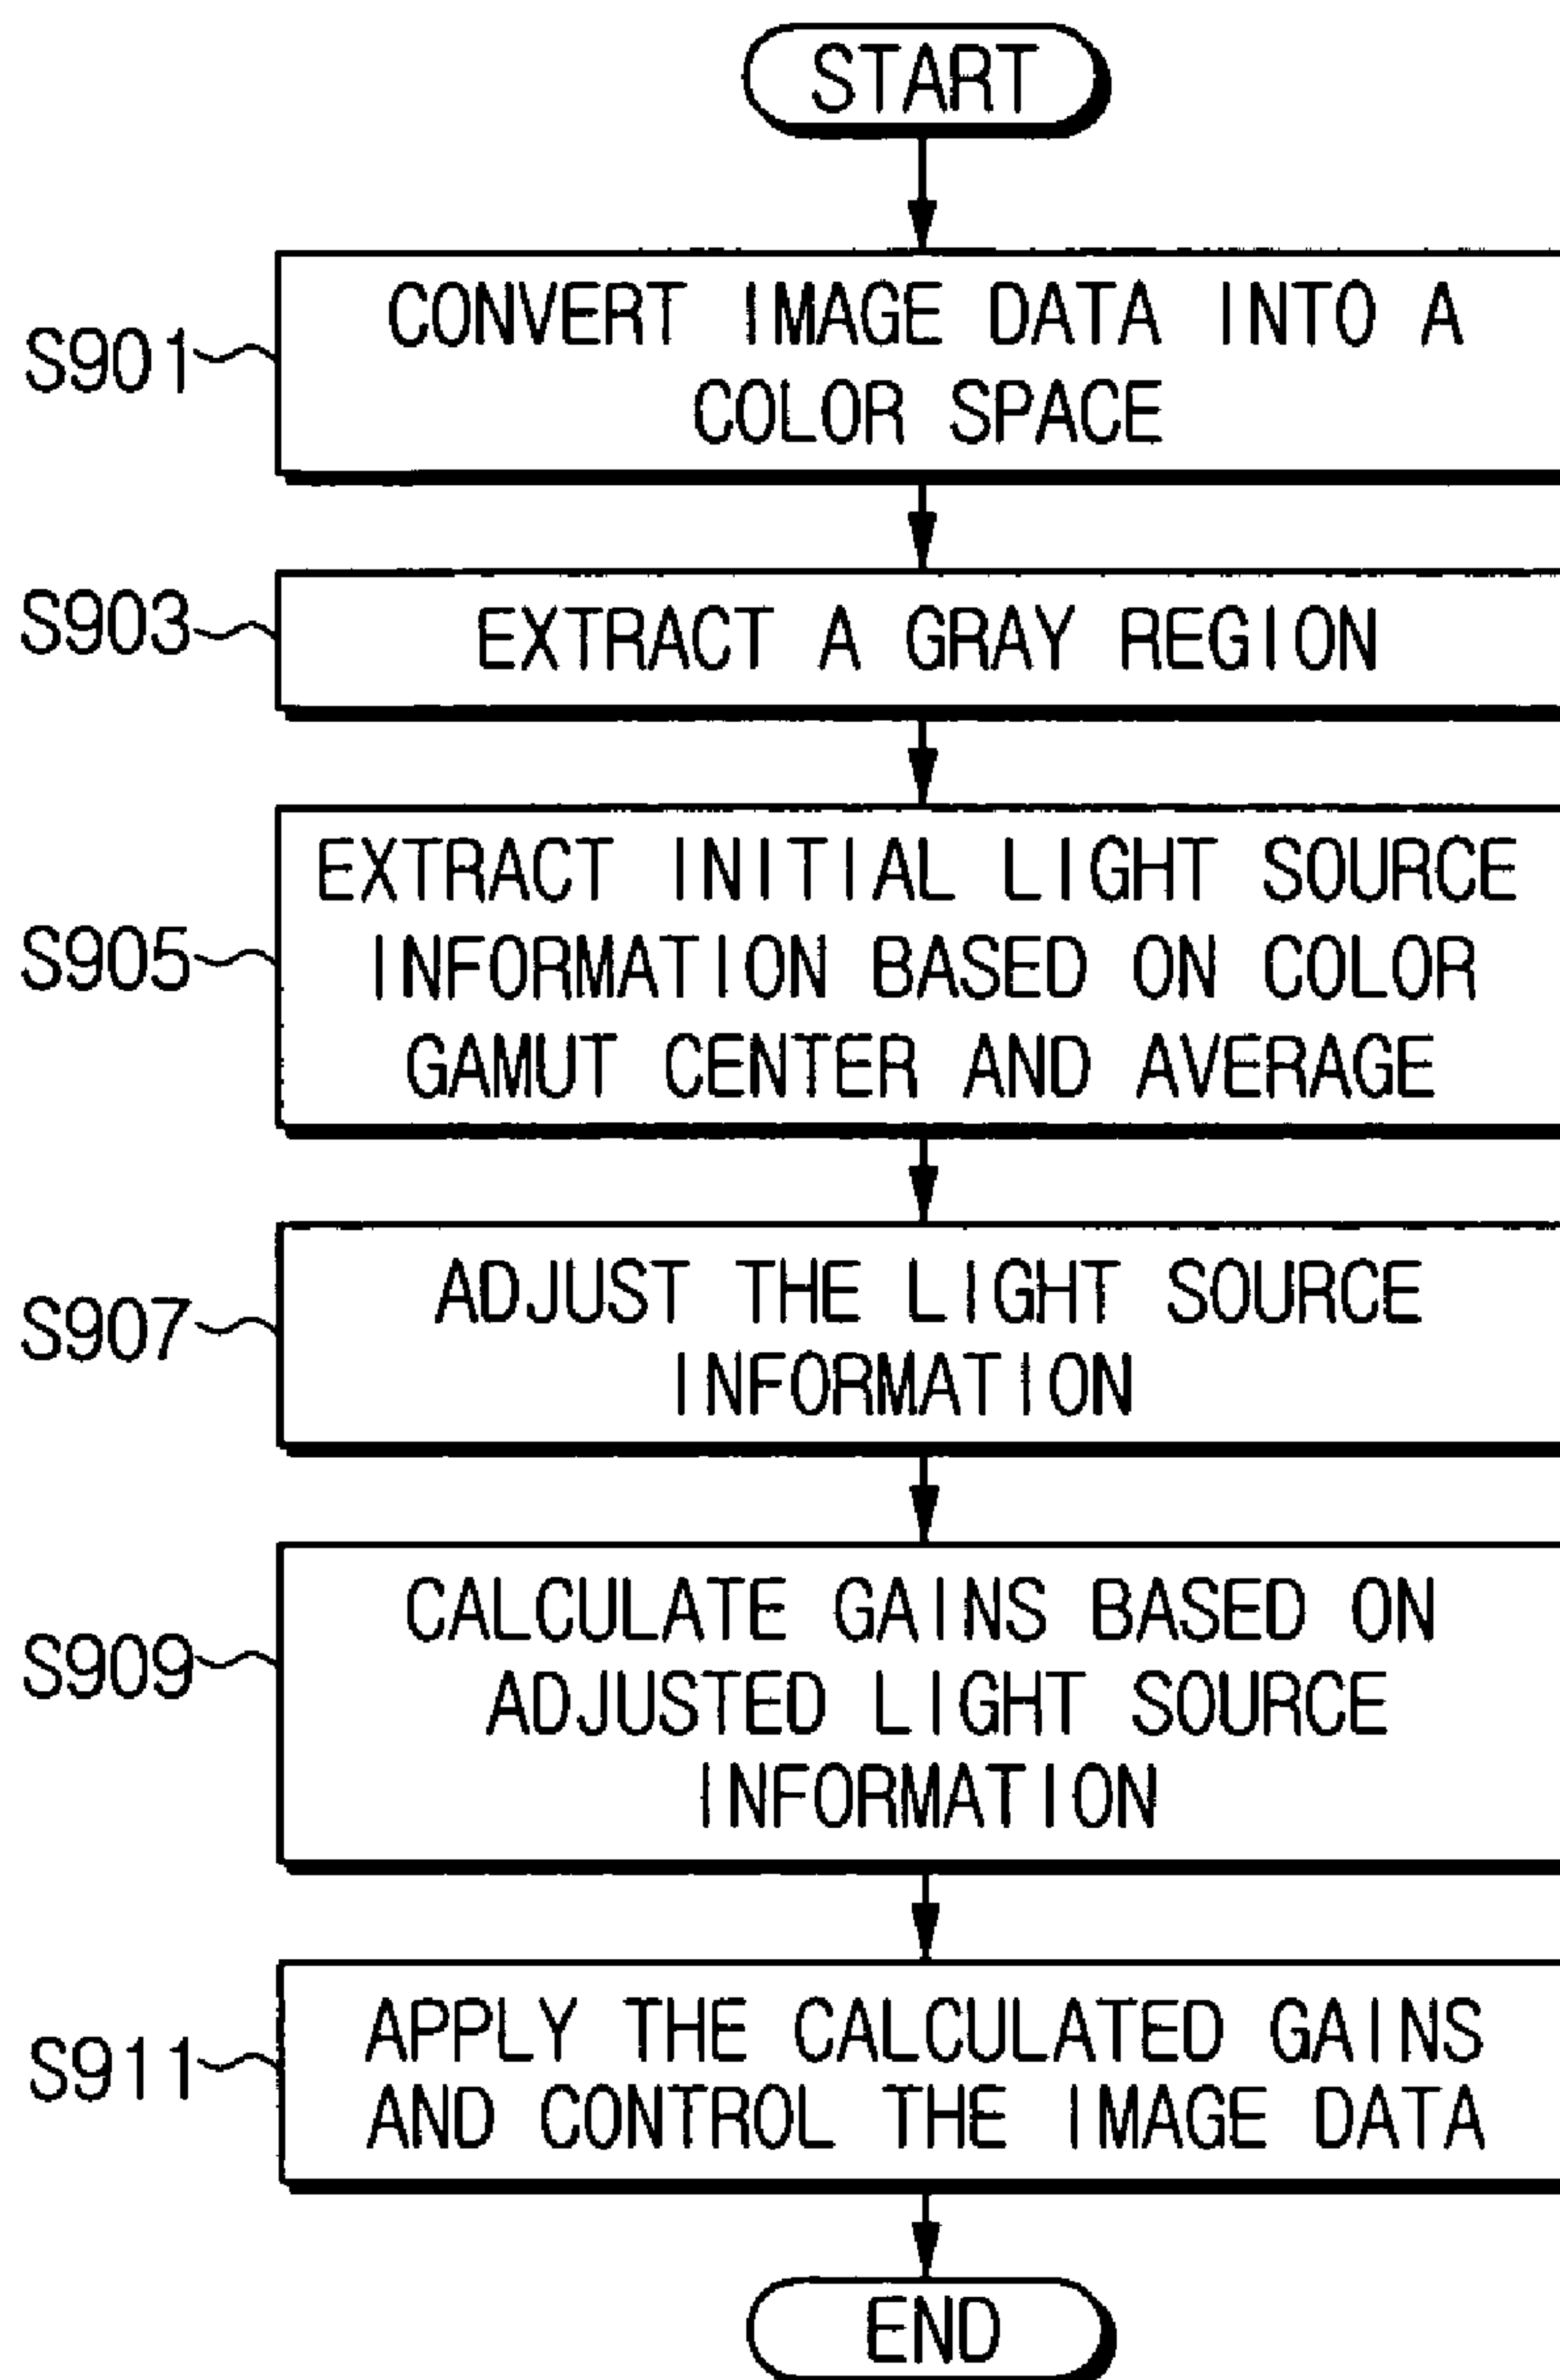 START
S901
CONVERT IMAGE DATA INTO A
COLOR SPACE
S903
EXTRACT A GRAY REGION
S905
EXTRACT INITIAL LIGHT SOURCE
INFORMATION BASED ON COLOR
GAMUT CENTER AND AVERAGE
S907
ADJUST THE LIGHT SOURCE
INFORMATION
S909
CALCULATE GAINS BASED ON
ADJUSTED LIGHT SOURCE
INFORMATION
S911
APPLY THE CALCULATED GAINS
AND CONTROL THE IMAGE DATA
END